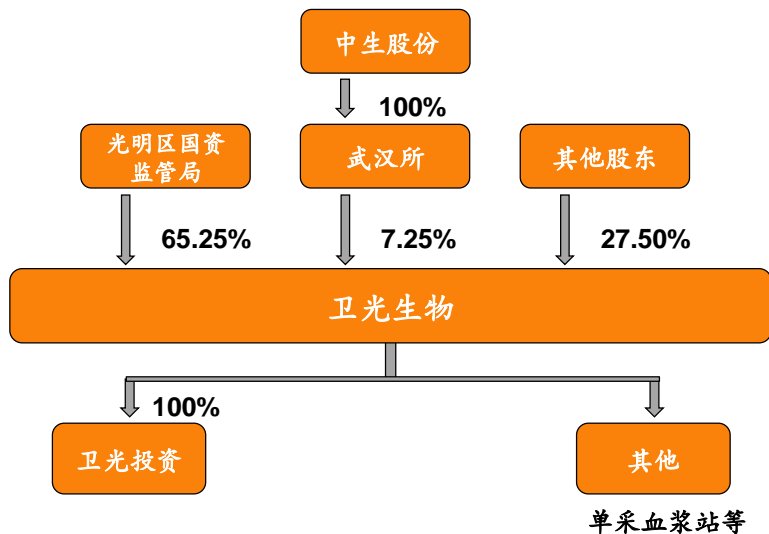 中生股份
100%
光明区国资
监管局
武汉所
其他股东
65.25%
7.25%
27.50%
卫光生物
100%
卫光投资
其他
单采血浆站等